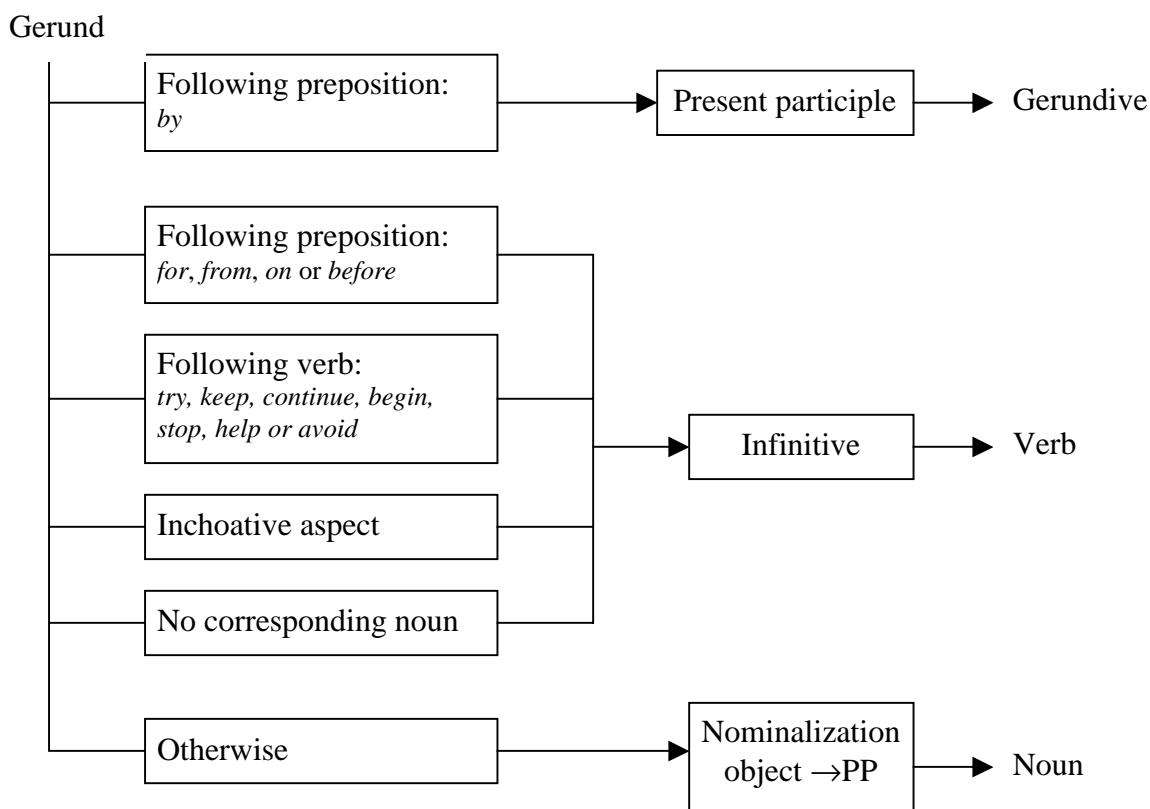 Gerund
Following preposition:
by
Present participle
Gerundive
Following preposition:
for, from, on or before
Following verb:
try, keep, continue, begin,
stop, help or avoid
Infinitive
Verb
Inchoative aspect
No corresponding noun
Otherwise
Nominalization
object →PP
Noun